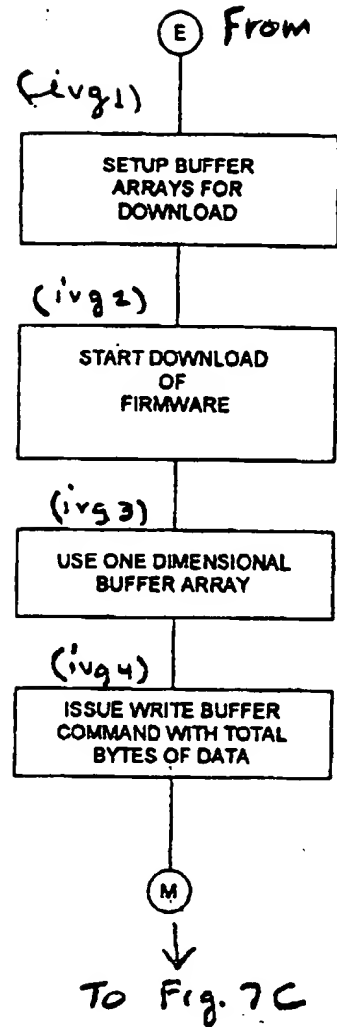 E From
(ivg1)
SETUP BUFFER
ARRAYS FOR
DOWNLOAD
(ivg2)
START DOWNLOAD
OF
FIRMWARE
(ivg3)
USE ONE DIMENSIONAL
BUFFER ARRAY
(ivg4)
ISSUE WRITE BUFFER
COMMAND WITH TOTAL
BYTES OF DATA
M
To Fig. 7C